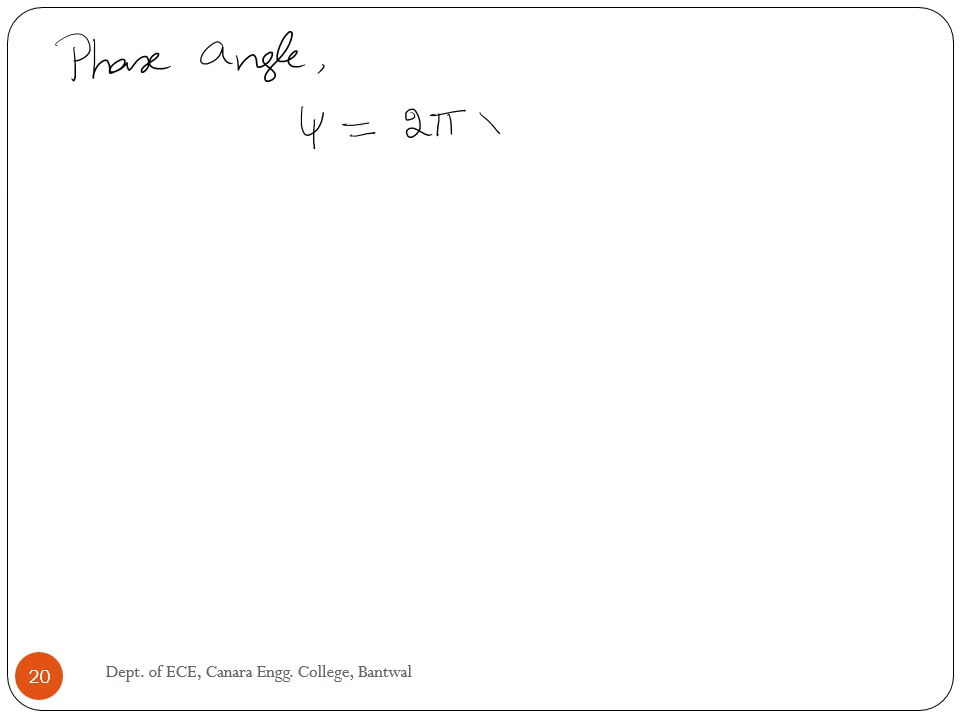 Phase angle,
ψ = 2π \
20 Dept. of ECE, Canara Engg. College, Bantwal